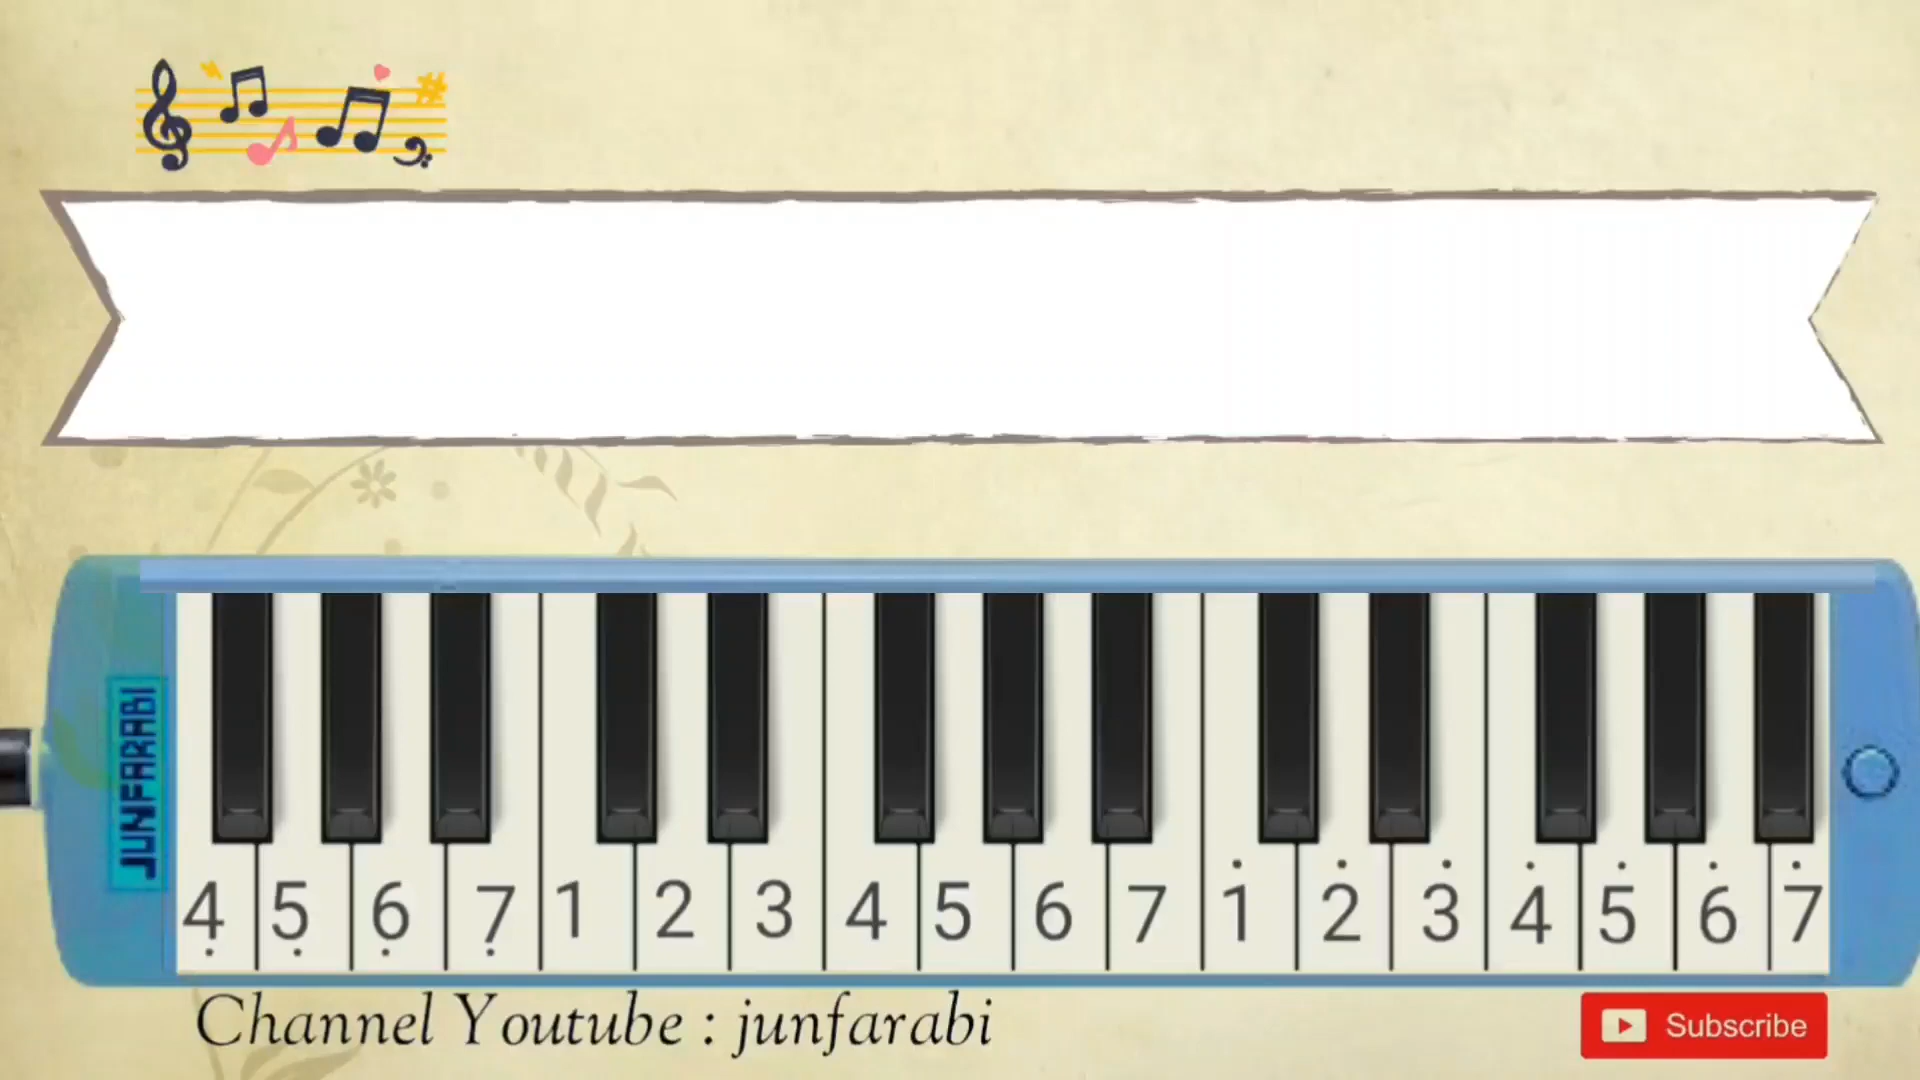 JUNFARABI
4̣ 5̣ 6̣ 7̣ 1 2 3 4 5 6 7 1̇ 2̇ 3̇ 4̇ 5̇ 6̇ 7̇
Channel Youtube : junfarabi
Subscribe